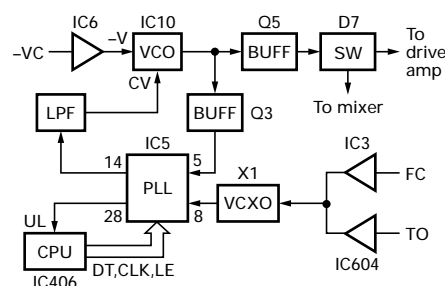 IC6 IC10 Q5 D7
–VC –V VCO BUFF SW To drive amp
CV
LPF BUFF Q3 To mixer
IC5 IC3
14 5 X1 FC
PLL VCXO
28 8
UL TO
CPU IC604
DT,CLK,LE
IC406